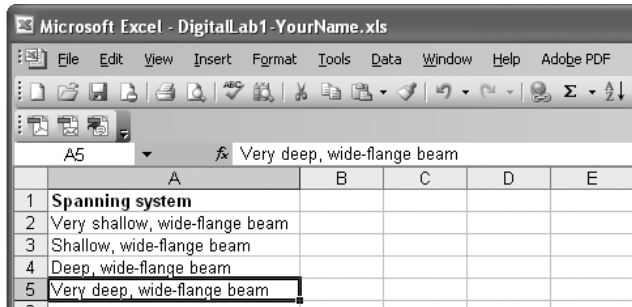 Microsoft Excel - DigitalLab1-YourName.xls
File Edit View Insert Format Tools Data Window Help Adobe PDF
ABC Σ A Z
A5 fx Very deep, wide-flange beam
A B C D E
1 Spanning system
2 Very shallow, wide-flange beam
3 Shallow, wide-flange beam
4 Deep, wide-flange beam
5 Very deep, wide-flange beam